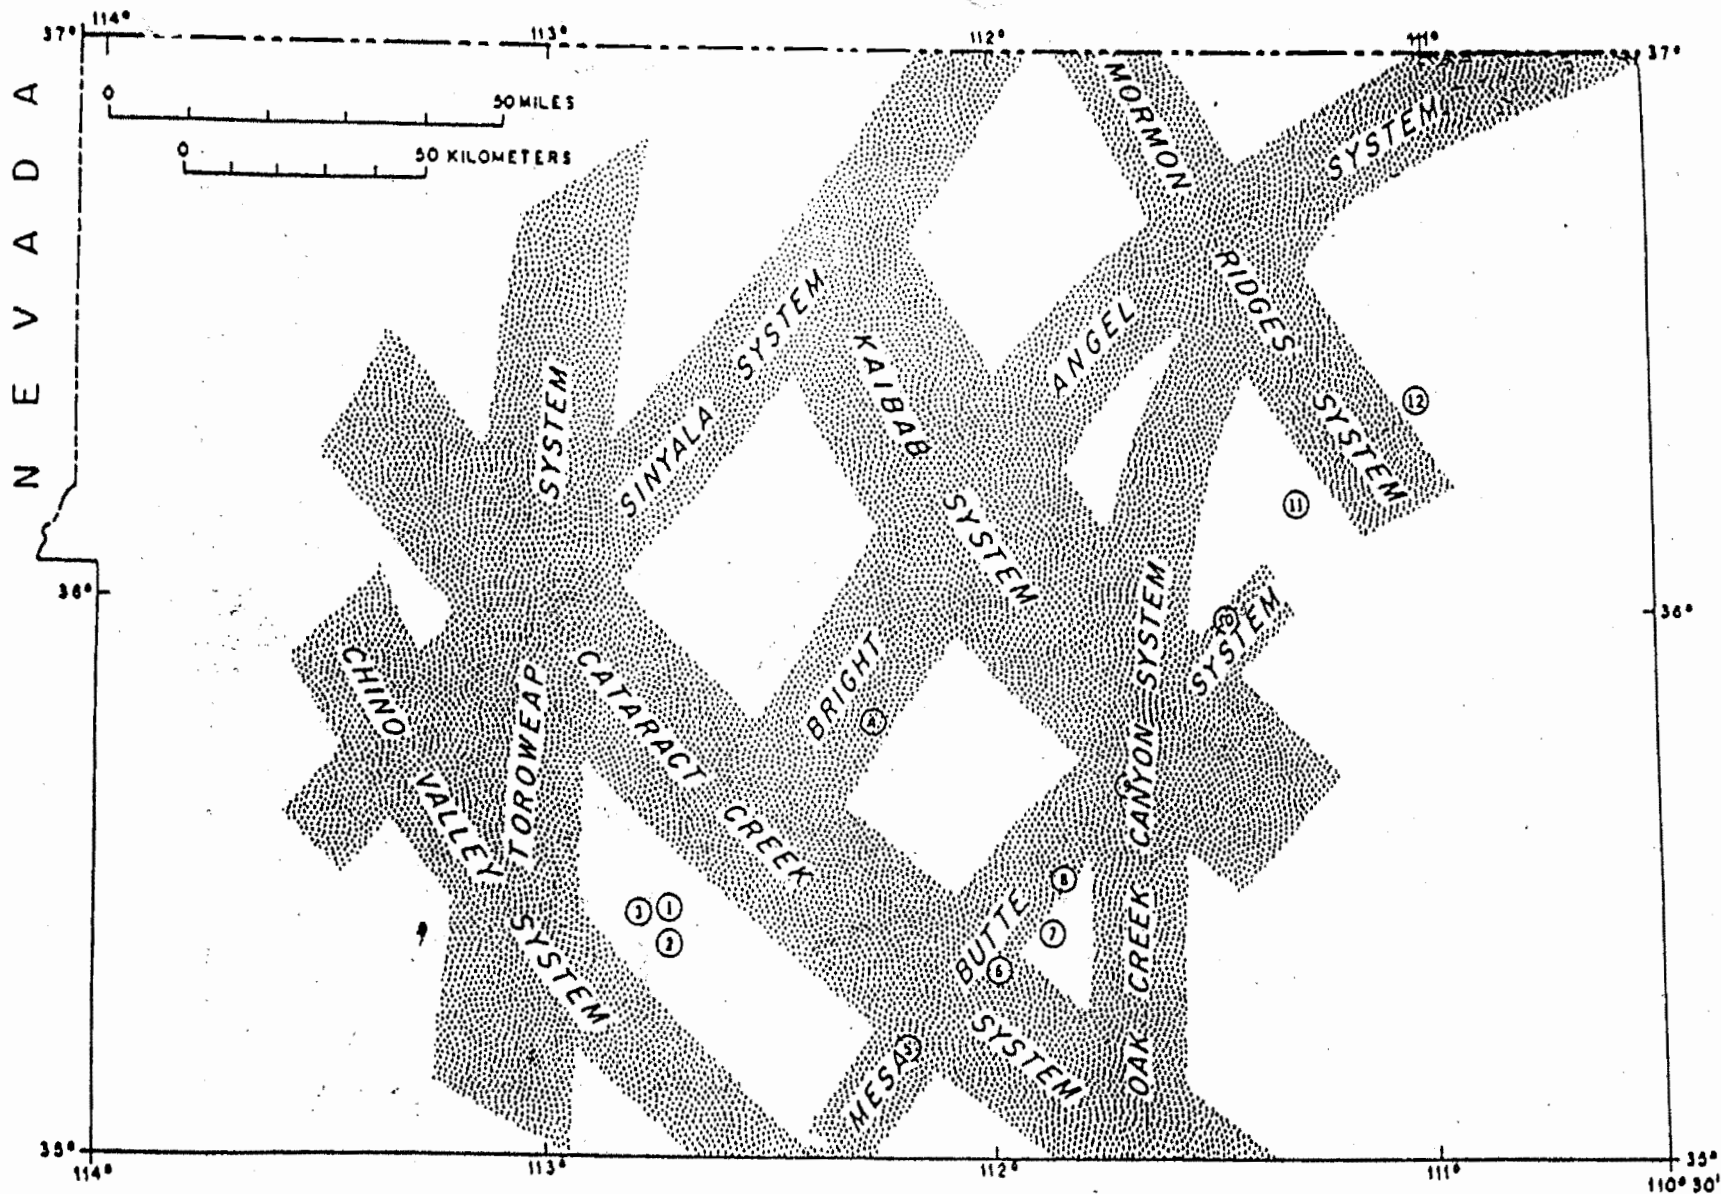 114°
113°
112°
111°
37°
37°
NEVADA
0
50 MILES
0
50 KILOMETERS
MORMON
RIDGES
SYSTEM
SYSTEM
SYSTEM
SINYALA
SYSTEM
KAIBAB
SYSTEM
ANGEL
BRIGHT
12
11
36°
36°
OAK CREEK CANYON SYSTEM
SYSTEM
CHINO
VALLEY
SYSTEM
TOROWEAP
CATARACT
CREEK
SYSTEM
4
8
7
6
BUTTE
MESA
5
3
1
2
35°
35°
114°
113°
112°
111°
110° 30'